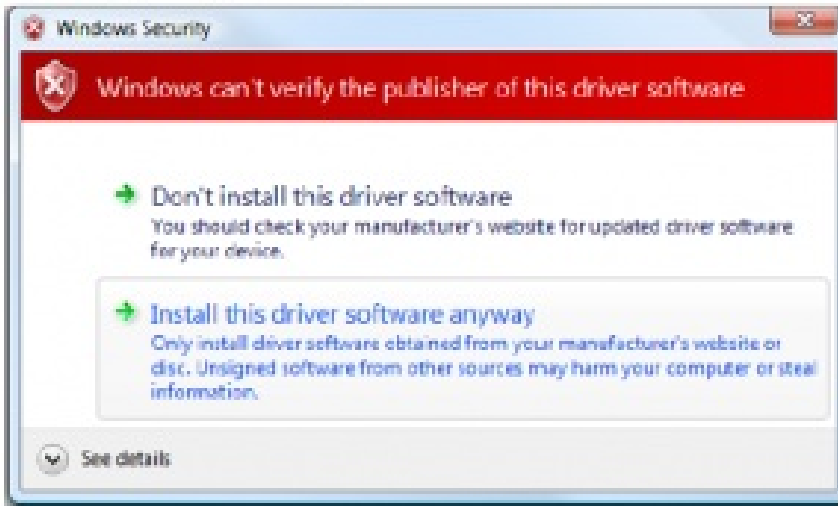 Windows Security
Windows can't verify the publisher of this driver software
Don't install this driver software
You should check your manufacturer's website for updated driver software
for your device.
Install this driver software anyway
Only install driver software obtained from your manufacturer's website or
disc. Unsigned software from other sources may harm your computer or steal
information.
See details